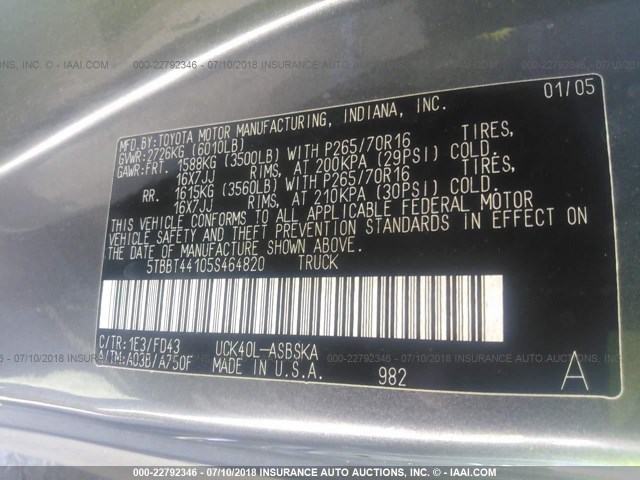 000-22792346 - 07/10/2018 INSURANCE AUTO AUCTIONS, INC. - © IAAI.COM
01/05
MFD.BY:TOYOTA MOTOR MANUFACTURING, INDIANA, INC.
GVWR:2726KG (6010LB)
GAWR:FRT. 1588KG (3500LB) WITH P265/70R16 TIRES,
16X7JJ RIMS, AT 200KPA (29PSI) COLD.
RR. 1615KG (3560LB) WITH P265/70R16 TIRES,
16X7JJ RIMS, AT 210KPA (30PSI) COLD.
THIS VEHICLE CONFORMS TO ALL APPLICABLE FEDERAL MOTOR
VEHICLE SAFETY AND THEFT PREVENTION STANDARDS IN EFFECT ON
THE DATE OF MANUFACTURE SHOWN ABOVE.
5TBBT44105S464820 TRUCK
C/TR:1E3/FD43 UCK40L-ASBSKA
A/TM:A03B/A750F MADE IN U.S.A. 982 A
000-22792346 - 07/10/2018 INSURANCE AUTO AUCTIONS, INC. - © IAAI.COM
000-22792346 - 07/10/2018 INSURANCE AUTO AUCTIONS, INC. - © IAAI.COM